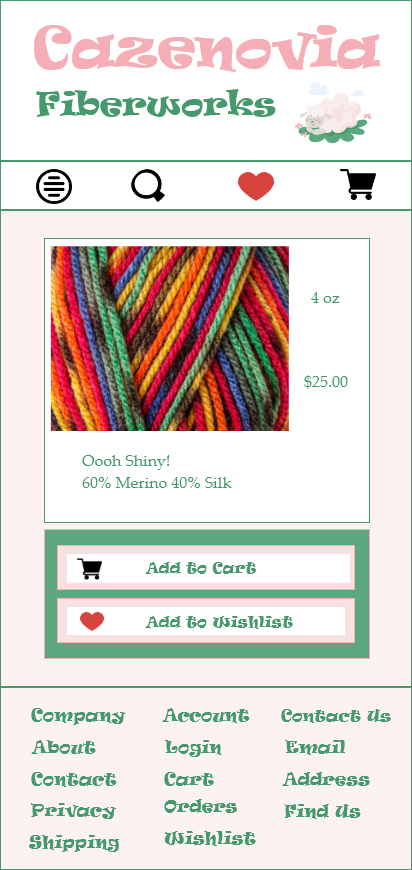 Cazenovia
Fiberworks
4 oz
$25.00
Oooh Shiny!
60% Merino 40% Silk
Add to Cart
Add to Wishlist
Company Account Contact Us
About Login Email
Contact Cart Address
Privacy Orders Find Us
Shipping Wishlist